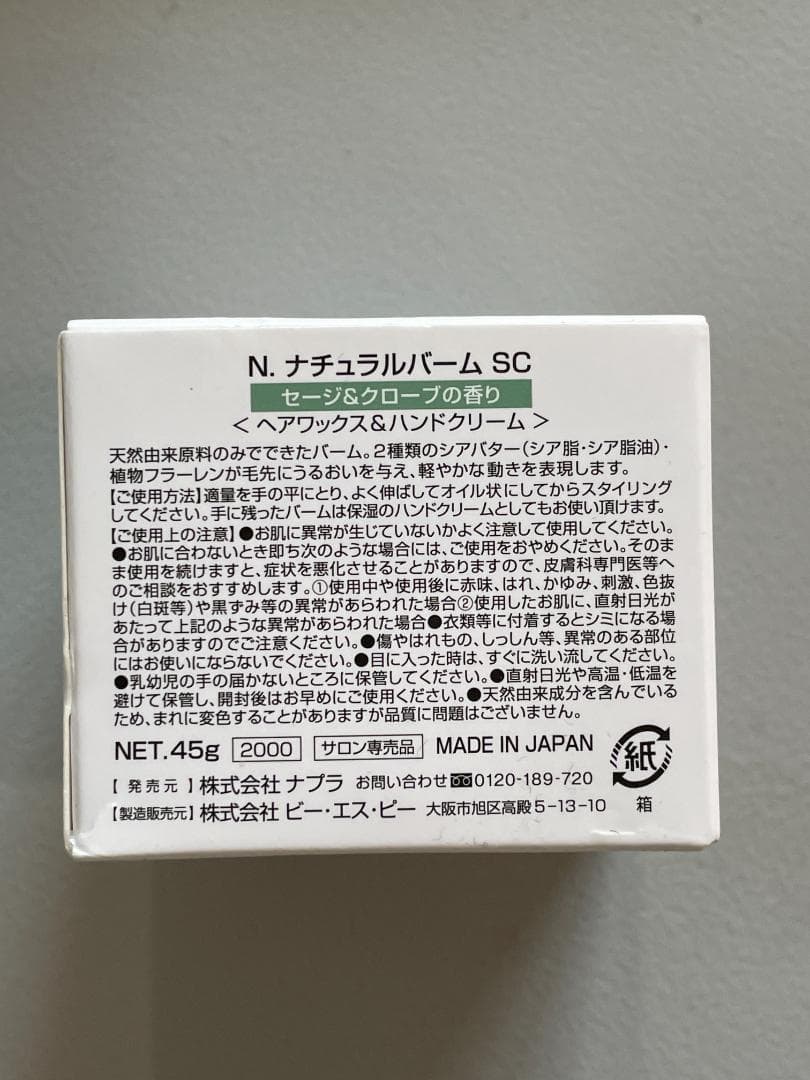 N. ナチュラルバーム SC
セージ&クローブの香り
< ヘアワックス&ハンドクリーム >
天然由来原料のみでできたバーム。2種類のシアバター(シア脂・シア脂油)・
植物フラーレンが毛先にうるおいを与え、軽やかな動きを表現します。
【ご使用方法】適量を手の平にとり、よく伸ばしてオイル状にしてからスタイリング
してください。手に残ったバームは保湿のハンドクリームとしてもお使い頂けます。
【ご使用上の注意】●お肌に異常が生じていないかよく注意して使用してください。
●お肌に合わないとき即ち次のような場合には、ご使用をおやめください。そのま
ま使用を続けますと、症状を悪化させることがありますので、皮膚科専門医等へ
のご相談をおすすめします。①使用中や使用後に赤味、はれ、かゆみ、刺激、色抜
け(白斑等)や黒ずみ等の異常があらわれた場合②使用したお肌に、直射日光が
あたって上記のような異常があらわれた場合●衣類等に付着するとシミになる場
合がありますのでご注意ください。●傷やはれもの、しっしん等、異常のある部位
にはお使いにならないでください。●目に入った時は、すぐに洗い流してください。
●乳幼児の手の届かないところに保管してください。●直射日光や高温・低温を
避けて保管し、開封後はお早めにご使用ください。●天然由来成分を含んでいる
ため、まれに変色することがありますが品質に問題はございません。
NET.45g 2000 サロン専売品 MADE IN JAPAN
紙
【 発売元 】株式会社 ナプラ お問い合わせ 0120-189-720
【製造販売元】株式会社 ビー・エス・ピー 大阪市旭区高殿5-13-10
箱